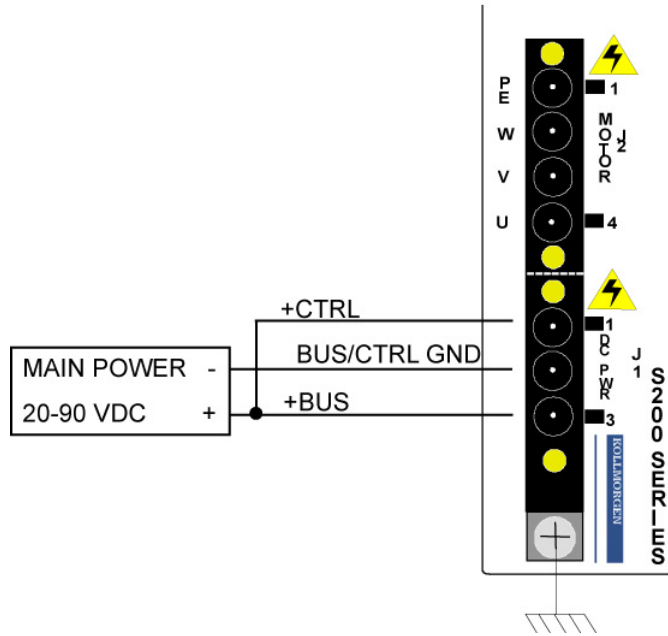 PE
1
W
MOTOR
J2
V
U
4
+CTRL
1
BUS/CTRL GND
DC PWR
J1
MAIN POWER -
20-90 VDC +
+BUS
3
S200 SERIES
KOLLMORGEN